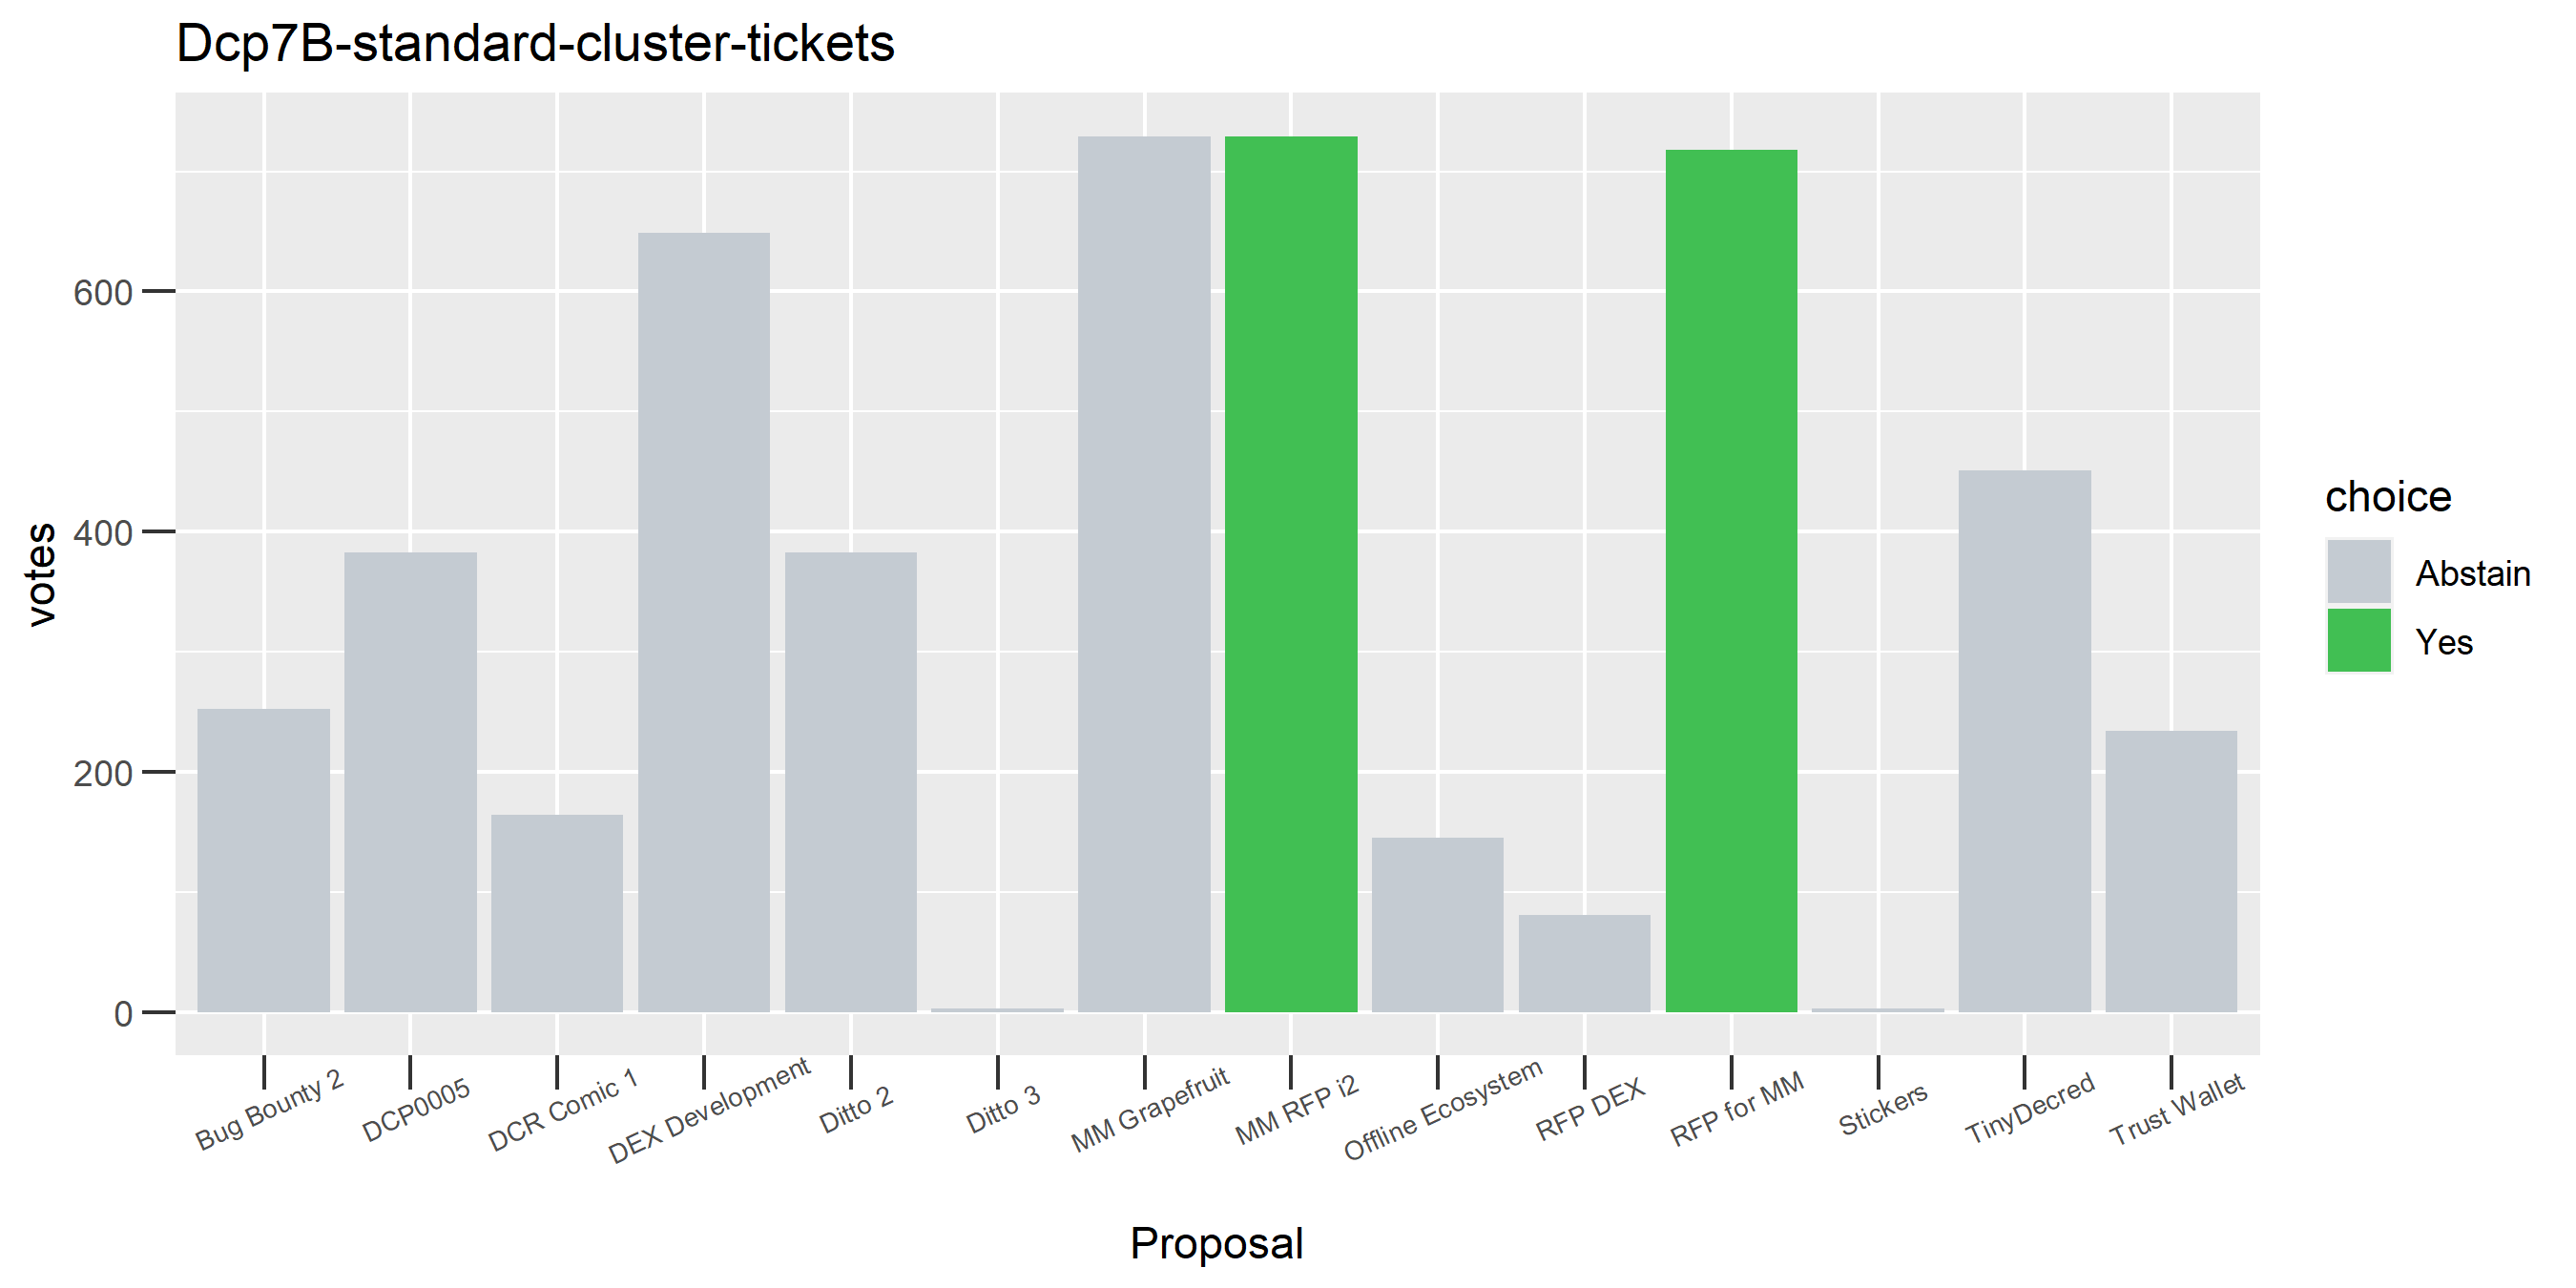 Dcp7B-standard-cluster-tickets
votes
600
400
200
0
Bug Bounty 2
DCP0005
DCR Comic 1
DEX Development
Ditto 2
Ditto 3
MM Grapefruit
MM RFP i2
Offline Ecosystem
RFP DEX
RFP for MM
Stickers
TinyDecred
Trust Wallet
Proposal
choice
Abstain
Yes